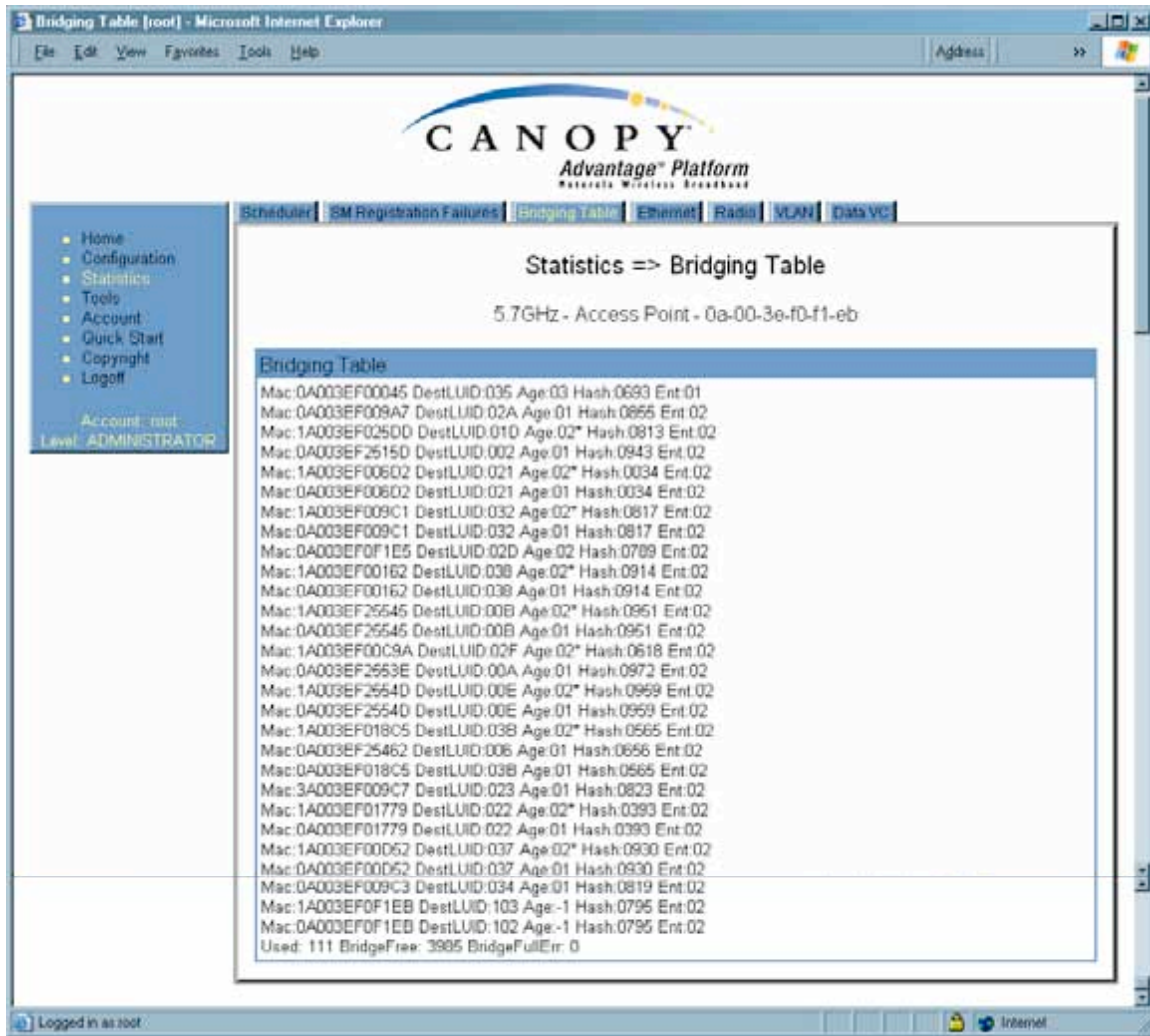 Bridging Table [root] - Microsoft Internet Explorer
File Edit View Favorites Tools Help
Address »
CANOPY
Advantage™ Platform
Motorola Wireless Broadband
Scheduler SM Registration Failures Bridging Table Ethernet Radio VLAN Data VC
Home
Configuration
Statistics
Tools
Account
Quick Start
Copyright
Logoff
Account: root
Level: ADMINISTRATOR
Statistics => Bridging Table
5.7GHz - Access Point - 0a-00-3e-f0-f1-eb
Bridging Table
Mac:0A003EF00045 DestLUID:035 Age:03 Hash:0693 Ent:01
Mac:0A003EF009A7 DestLUID:02A Age:01 Hash:0855 Ent:02
Mac:1A003EF025DD DestLUID:01D Age:02* Hash:0813 Ent:02
Mac:0A003EF2515D DestLUID:002 Age:01 Hash:0943 Ent:02
Mac:1A003EF006D2 DestLUID:021 Age:02* Hash:0034 Ent:02
Mac:0A003EF006D2 DestLUID:021 Age:01 Hash:0034 Ent:02
Mac:1A003EF009C1 DestLUID:032 Age:02* Hash:0817 Ent:02
Mac:0A003EF009C1 DestLUID:032 Age:01 Hash:0817 Ent:02
Mac:0A003EF0F1E5 DestLUID:02D Age:02 Hash:0789 Ent:02
Mac:1A003EF00162 DestLUID:038 Age:02* Hash:0914 Ent:02
Mac:0A003EF00162 DestLUID:038 Age:01 Hash:0914 Ent:02
Mac:1A003EF25545 DestLUID:00B Age:02* Hash:0951 Ent:02
Mac:0A003EF25545 DestLUID:00B Age:01 Hash:0951 Ent:02
Mac:1A003EF00C9A DestLUID:02F Age:02* Hash:0618 Ent:02
Mac:0A003EF2553E DestLUID:00A Age:01 Hash:0972 Ent:02
Mac:1A003EF2554D DestLUID:00E Age:02* Hash:0959 Ent:02
Mac:0A003EF2554D DestLUID:00E Age:01 Hash:0959 Ent:02
Mac:1A003EF018C5 DestLUID:03B Age:02* Hash:0565 Ent:02
Mac:0A003EF25462 DestLUID:006 Age:01 Hash:0656 Ent:02
Mac:0A003EF018C5 DestLUID:03B Age:01 Hash:0565 Ent:02
Mac:3A003EF009C7 DestLUID:023 Age:01 Hash:0823 Ent:02
Mac:1A003EF01779 DestLUID:022 Age:02* Hash:0393 Ent:02
Mac:0A003EF01779 DestLUID:022 Age:01 Hash:0393 Ent:02
Mac:1A003EF00D52 DestLUID:037 Age:02* Hash:0930 Ent:02
Mac:0A003EF00D52 DestLUID:037 Age:01 Hash:0930 Ent:02
Mac:0A003EF009C3 DestLUID:034 Age:01 Hash:0819 Ent:02
Mac:1A003EF0F1EB DestLUID:103 Age:-1 Hash:0795 Ent:02
Mac:0A003EF0F1EB DestLUID:102 Age:-1 Hash:0795 Ent:02
Used: 111 BridgeFree: 3985 BridgeFullErr: 0
Logged in as root
Internet